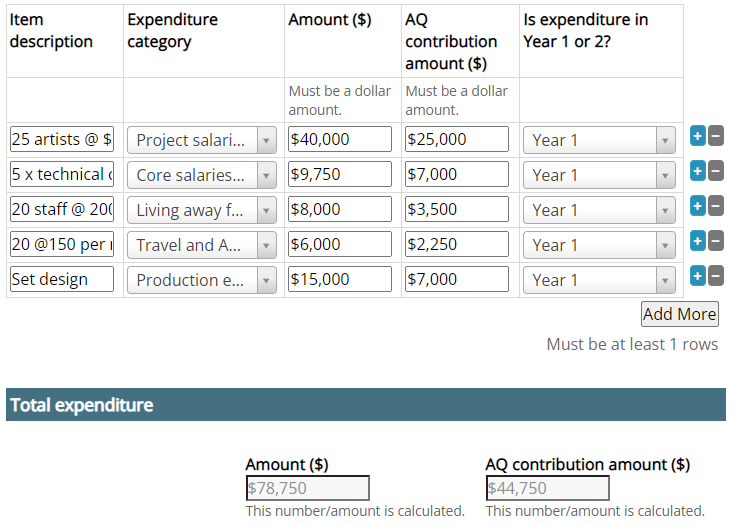 Item description
Expenditure category
Amount ($)
AQ contribution amount ($)
Is expenditure in Year 1 or 2?
Must be a dollar amount.
Must be a dollar amount.
25 artists @ $ Project salari... $40,000 $25,000 Year 1 + −
5 x technical Core salaries... $9,750 $7,000 Year 1 + −
20 staff @ 200 Living away f... $8,000 $3,500 Year 1 + −
20 @150 per Travel and A... $6,000 $2,250 Year 1 + −
Set design Production e... $15,000 $7,000 Year 1 + −
Add More
Must be at least 1 rows
Total expenditure
Amount ($) AQ contribution amount ($)
$78,750 $44,750
This number/amount is calculated. This number/amount is calculated.